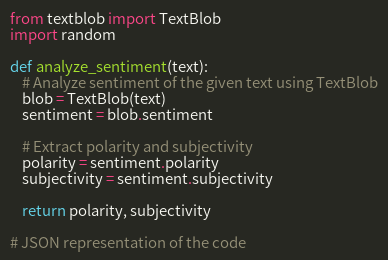 from textblob import TextBlob
import random
def analyze_sentiment(text):
# Analyze sentiment of the given text using TextBlob
blob = TextBlob(text)
sentiment = blob.sentiment
# Extract polarity and subjectivity
polarity = sentiment.polarity
subjectivity = sentiment.subjectivity
return polarity, subjectivity
# JSON representation of the code